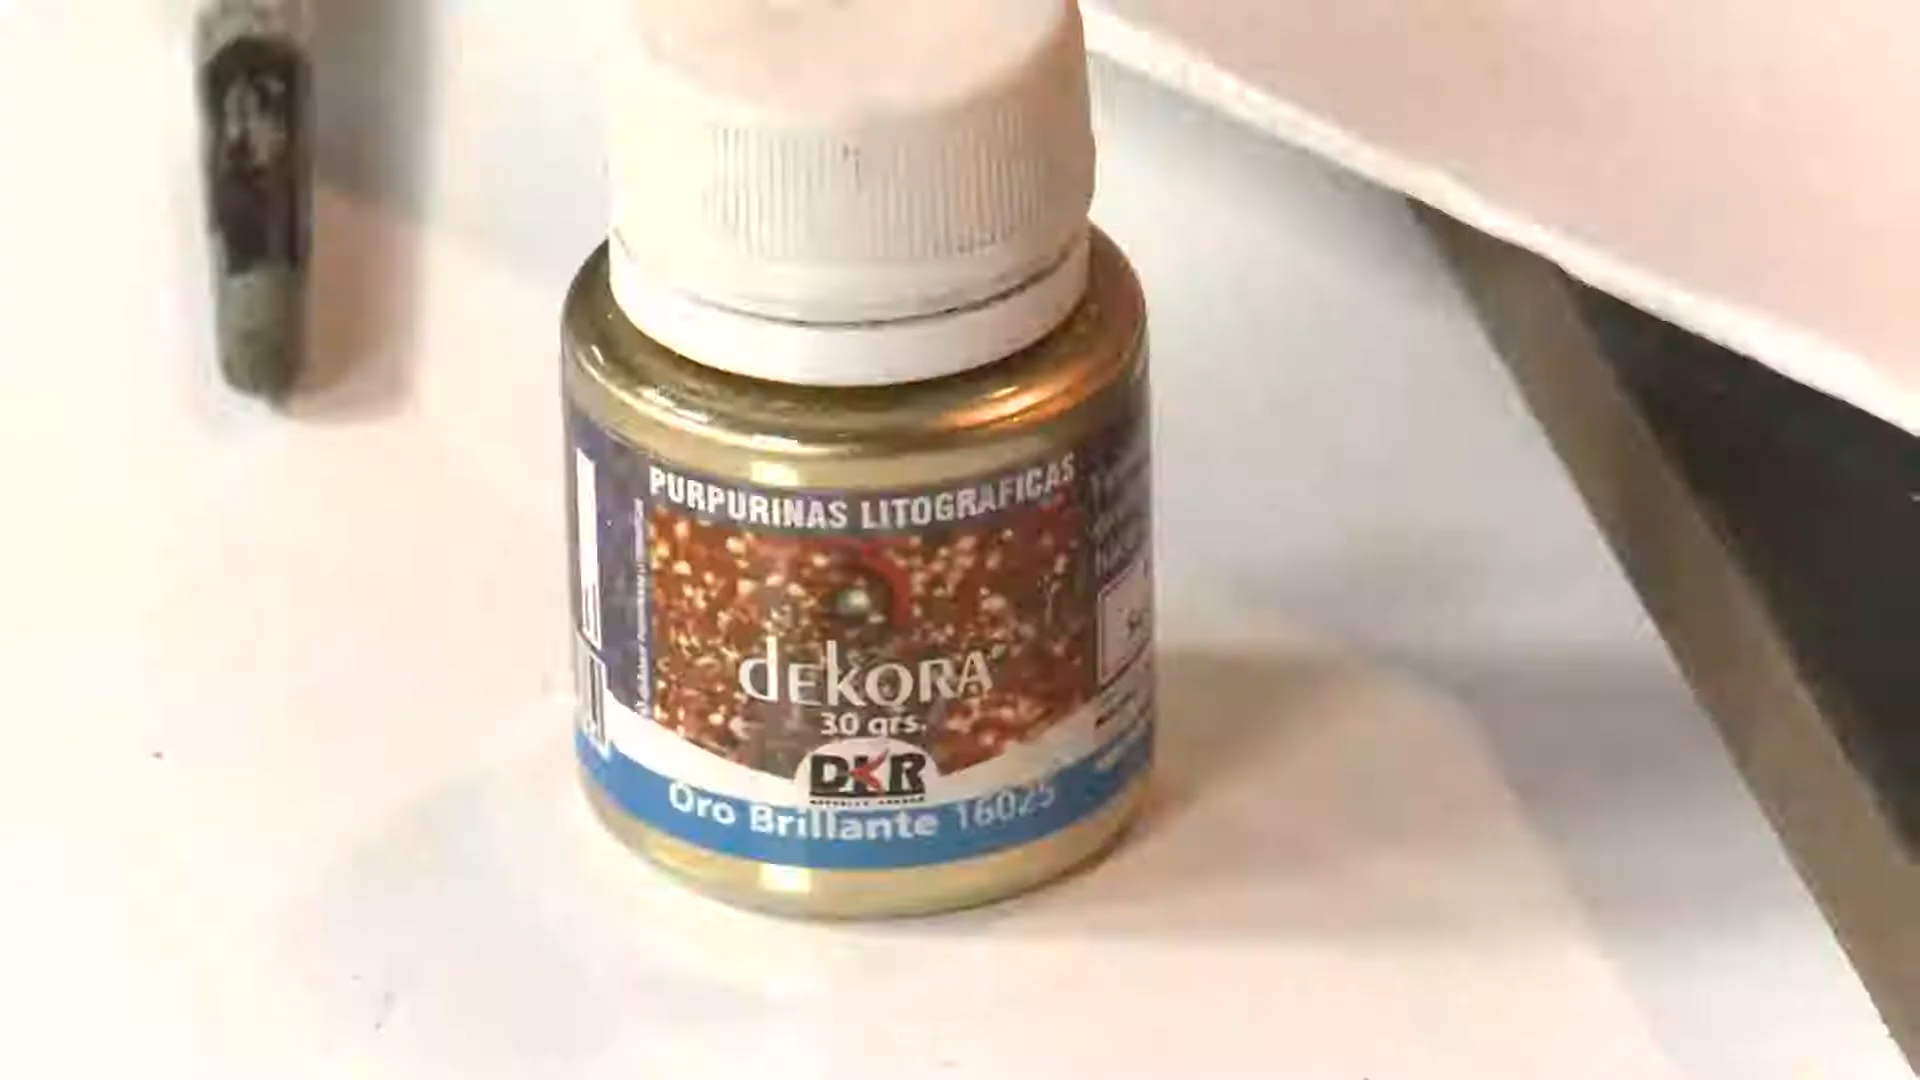 PURPURINAS LITOGRAFICAS
dEKORA
30 grs.
DKR
Oro Brillante 16025